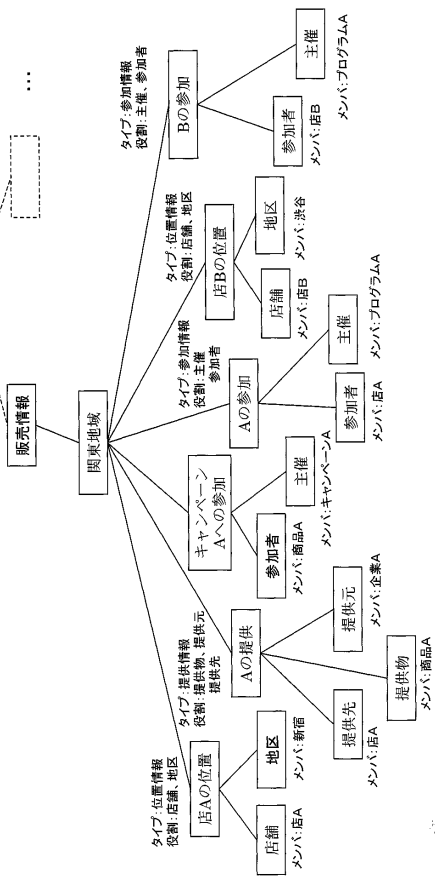 販売情報
…
関東地域
タイプ:位置情報
役割:店舗、地区
店Aの位置
店舗
メンバ:店A
地区
メンバ:新宿
タイプ:提供情報
役割:提供物、提供元
提供先
Aの提供
提供先
メンバ:店A
提供物
メンバ:商品A
提供元
メンバ:企業A
キャンペーン
Aへの参加
参加者
メンバ:商品A
主催
メンバ:キャンペーンA
タイプ:参加情報
役割:主催
参加者
Aの参加
参加者
メンバ:店A
主催
メンバ:プログラムA
タイプ:位置情報
役割:店舗、地区
店Bの位置
店舗
メンバ:店B
地区
メンバ:渋谷
タイプ:参加情報
役割:主催、参加者
Bの参加
参加者
メンバ:店B
主催
メンバ:プログラムA